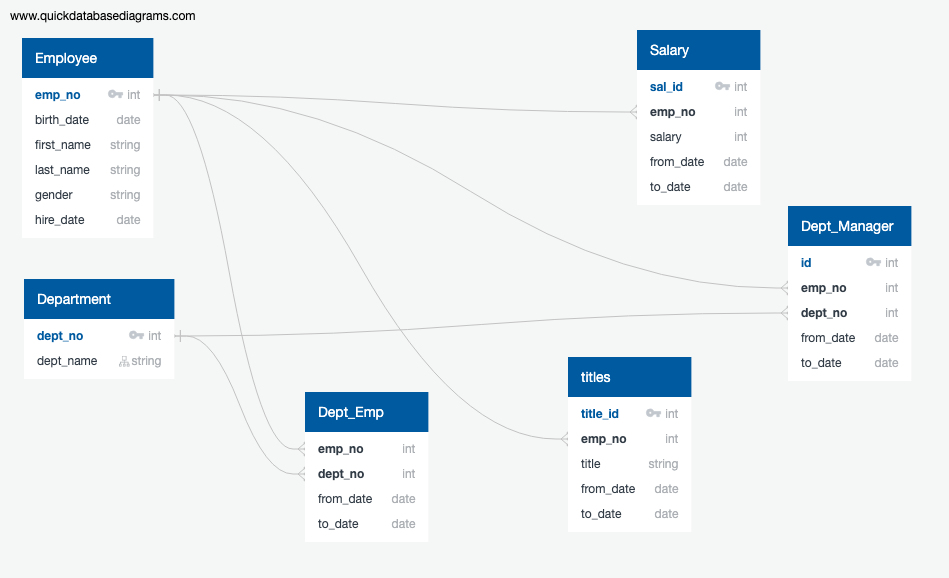 www.quickdatabasediagrams.com
Employee
emp_no int
birth_date date
first_name string
last_name string
gender string
hire_date date
Salary
sal_id int
emp_no int
salary int
from_date date
to_date date
Dept_Manager
id int
emp_no int
dept_no int
from_date date
to_date date
Department
dept_no int
dept_name string
titles
title_id int
emp_no int
title string
from_date date
to_date date
Dept_Emp
emp_no int
dept_no int
from_date date
to_date date